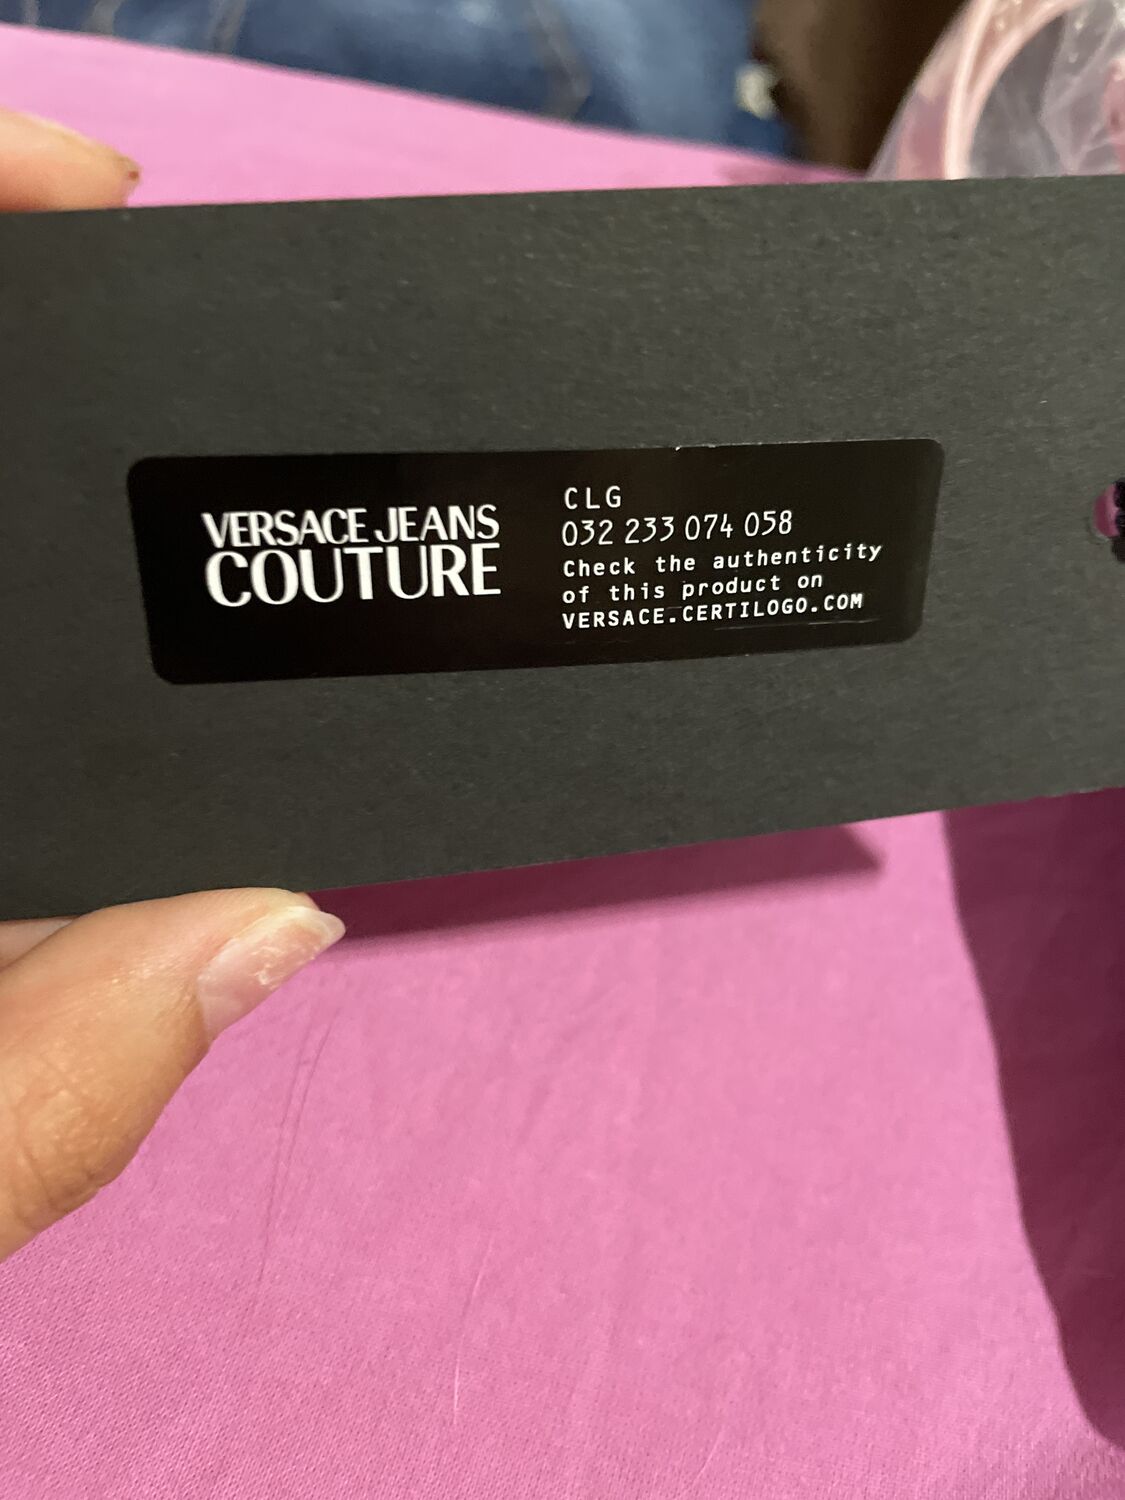 VERSACE JEANS
COUTURE
CLG
032 233 074 058
Check the authenticity
of this product on
VERSACE.CERTILOGO.COM